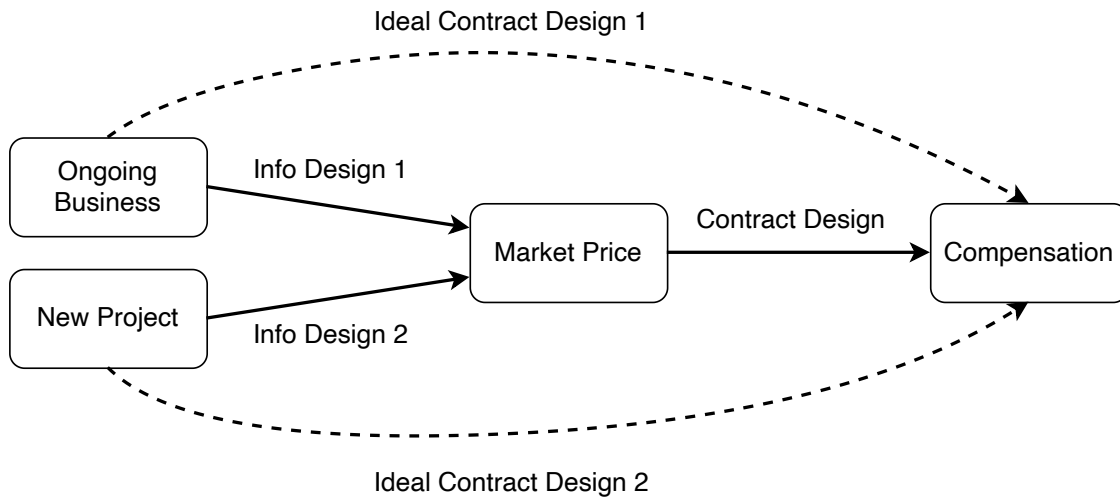 Ideal Contract Design 1
Ongoing
Business
Info Design 1
Contract Design
Market Price
Compensation
New Project
Info Design 2
Ideal Contract Design 2